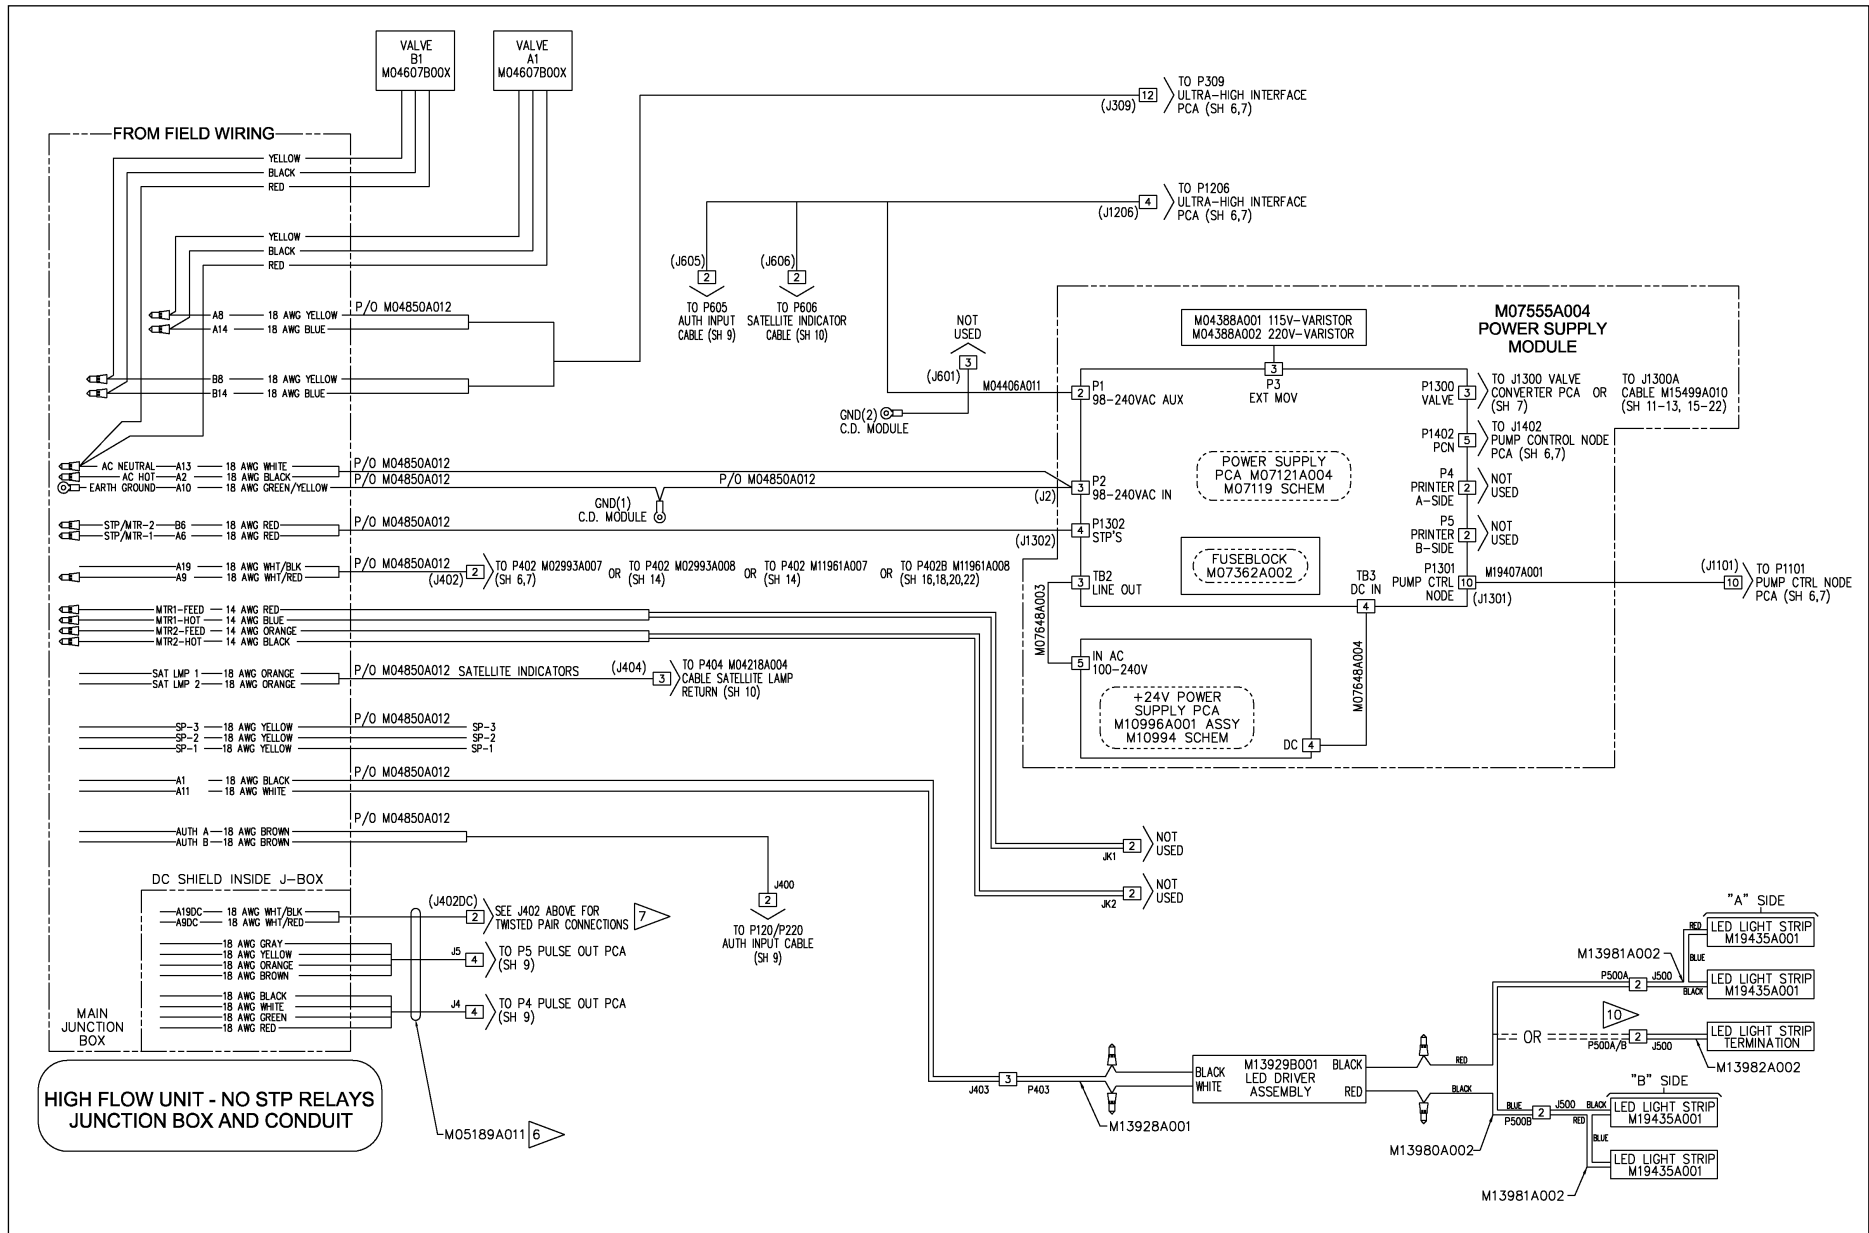 VALVE
B1
M04607B00X
VALVE
A1
M04607B00X
TO P309
ULTRA-HIGH INTERFACE
PCA (SH 6,7)
12
(J309)
FROM FIELD WIRING
YELLOW
BLACK
RED
TO P1206
ULTRA-HIGH INTERFACE
PCA (SH 6,7)
4
(J1206)
YELLOW
BLACK
RED
(J605)
2
TO P605
AUTH INPUT
CABLE (SH 9)
(J606)
2
TO P606
SATELLITE INDICATOR
CABLE (SH 10)
A8 18 AWG YELLOW
P/O M04850A012
A14 18 AWG BLUE
B8 18 AWG YELLOW
B14 18 AWG BLUE
NOT
USED
3
(J601)
M04406A011
GND(2)
C.D. MODULE
M07555A004
POWER SUPPLY
MODULE
M04388A001 115V-VARISTOR
M04388A002 220V-VARISTOR
3
P3
EXT MOV
2
P1
98-240VAC AUX
P1300
VALVE
3
TO J1300 VALVE
CONVERTER PCA OR
(SH 7)
TO J1300A
CABLE M15499A010
(SH 11-13, 15-22)
P1402
PCN
5
TO J1402
PUMP CONTROL NODE
PCA (SH 6,7)
POWER SUPPLY
PCA M07121A004
M07119 SCHEM
P4
PRINTER
A-SIDE
2
NOT
USED
P5
PRINTER
B-SIDE
2
NOT
USED
AC NEUTRAL A13 18 AWG WHITE
P/O M04850A012
AC HOT A2 18 AWG BLACK
EARTH GROUND A10 18 AWG GREEN/YELLOW
P/O M04850A012
P/O M04850A012
GND(1)
C.D. MODULE
(J2)
3
P2
98-240VAC IN
STP/MTR-2 B6 18 AWG RED
P/O M04850A012
STP/MTR-1 A6 18 AWG RED
(J1302)
4
P1302
STP'S
FUSEBLOCK
M07362A002
A19 18 AWG WHT/BLK
P/O M04850A012
A9 18 AWG WHT/RED
(J402)
2
TO P402 M02993A007
(SH 6,7)
OR
TO P402 M02993A008
(SH 14)
OR
TO P402 M11961A007
(SH 14)
OR
TO P402B M11961A008
(SH 16,18,20,22)
3
TB2
LINE OUT
TB3
DC IN
4
P1301
PUMP CTRL
NODE
10
M19407A001
(J1301)
(J1101)
10
TO P1101
PUMP CTRL NODE
PCA (SH 6,7)
MTR1-FEED 14 AWG RED
MTR1-HOT 14 AWG BLUE
MTR2-FEED 14 AWG ORANGE
MTR2-HOT 14 AWG BLACK
M07648A003
M07648A004
5
IN AC
100-240V
+24V POWER
SUPPLY PCA
M10996A001 ASSY
M10994 SCHEM
DC 4
SAT LMP 1 18 AWG ORANGE
P/O M04850A012 SATELLITE INDICATORS
SAT LMP 2 18 AWG ORANGE
(J404)
3
TO P404 M04218A004
CABLE SATELLITE LAMP
RETURN (SH 10)
P/O M04850A012
SP-3 18 AWG YELLOW SP-3
SP-2 18 AWG YELLOW SP-2
SP-1 18 AWG YELLOW SP-1
P/O M04850A012
A1 18 AWG BLACK
A11 18 AWG WHITE
P/O M04850A012
AUTH A 18 AWG BROWN
AUTH B 18 AWG BROWN
J400
2
TO P120/P220
AUTH INPUT CABLE
(SH 9)
JK1
2
NOT
USED
JK2
2
NOT
USED
DC SHIELD INSIDE J-BOX
A19DC 18 AWG WHT/BLK
A9DC 18 AWG WHT/RED
(J402DC)
2
SEE J402 ABOVE FOR
TWISTED PAIR CONNECTIONS
7
18 AWG GRAY
18 AWG YELLOW
18 AWG ORANGE
18 AWG BROWN
J5
4
TO P5 PULSE OUT PCA
(SH 9)
18 AWG BLACK
18 AWG WHITE
18 AWG GREEN
18 AWG RED
J4
4
TO P4 PULSE OUT PCA
(SH 9)
MAIN
JUNCTION
BOX
HIGH FLOW UNIT - NO STP RELAYS
JUNCTION BOX AND CONDUIT
M05189A011
6
J403
3
P403
M13928A001
BLACK
WHITE
M13929B001
LED DRIVER
ASSEMBLY
BLACK
RED
RED
BLACK
M13980A002
"A" SIDE
RED
LED LIGHT STRIP
M19435A001
BLUE
M13981A002
P500A
2
J500
BLACK
LED LIGHT STRIP
M19435A001
10
OR
P500A/B
2
J500
LED LIGHT STRIP
TERMINATION
M13982A002
"B" SIDE
BLUE
P500B
2
J500
BLACK
RED
LED LIGHT STRIP
M19435A001
BLUE
LED LIGHT STRIP
M19435A001
M13981A002